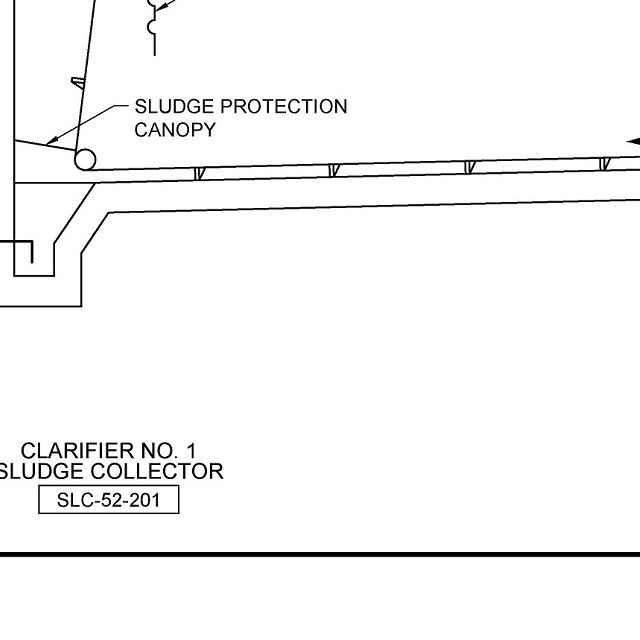 SLUDGE PROTECTION
CANOPY
CLARIFIER NO. 1
SLUDGE COLLECTOR
SLC-52-201